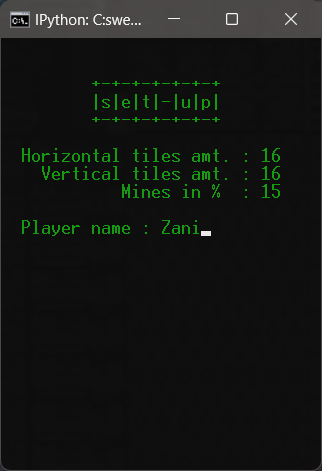 IPython: C:swe...
+-+-+-+-+-+-+
|s|e|t|-|u|p|
+-+-+-+-+-+-+
Horizontal tiles amt. : 16
Vertical tiles amt. : 16
Mines in % : 15
Player name : Zani